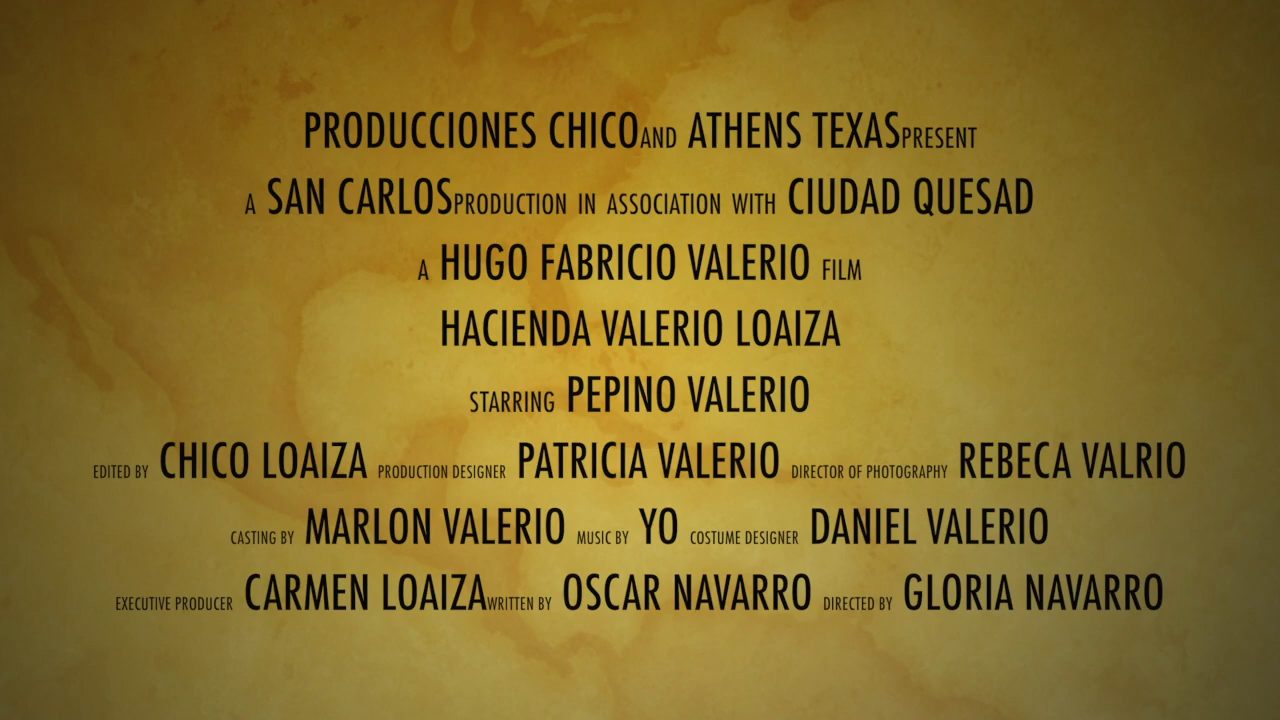 PRODUCCIONES CHICOAND ATHENS TEXASPRESENT
A SAN CARLOSPRODUCTION IN ASSOCIATION WITH CIUDAD QUESAD
A HUGO FABRICIO VALERIO FILM
HACIENDA VALERIO LOAIZA
STARRING PEPINO VALERIO
EDITED BY CHICO LOAIZA PRODUCTION DESIGNER PATRICIA VALERIO DIRECTOR OF PHOTOGRAPHY REBECA VALRIO
CASTING BY MARLON VALERIO MUSIC BY YO COSTUME DESIGNER DANIEL VALERIO
EXECUTIVE PRODUCER CARMEN LOAIZAWRITTEN BY OSCAR NAVARRO DIRECTED BY GLORIA NAVARRO